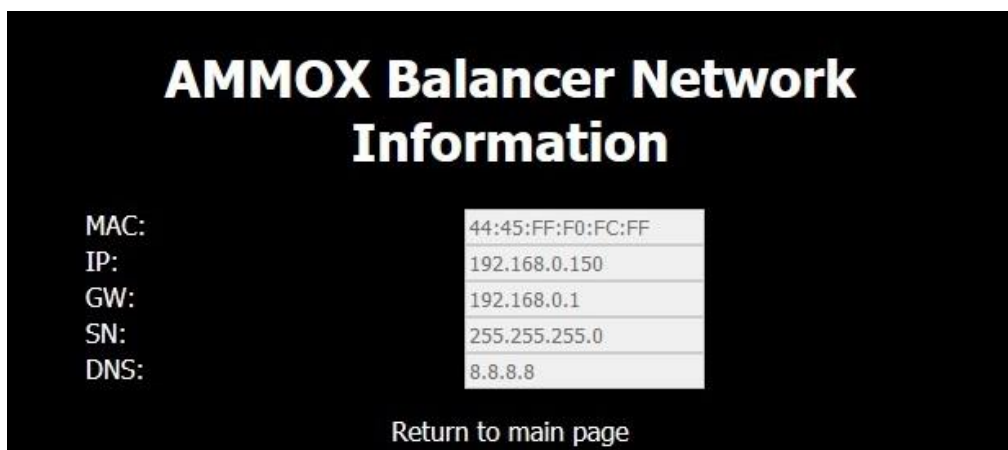 AMMOX Balancer Network
Information
MAC: 44:45:FF:F0:FC:FF
IP: 192.168.0.150
GW: 192.168.0.1
SN: 255.255.255.0
DNS: 8.8.8.8
Return to main page